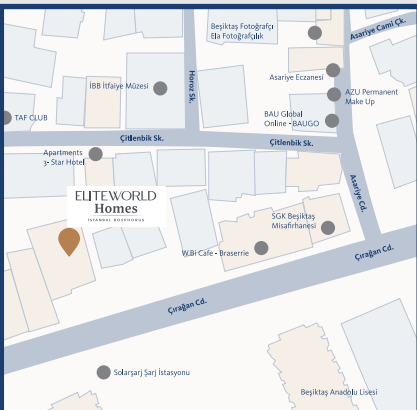 Beşiktaş Fotoğrafçı
Ela Fotoğrafçılık
Asariye Cami Çk.
Asariye Eczanesi
İBB İtfaiye Müzesi
Horoz Sk.
AZU Permanent
Make Up
TAF CLUB
BAU Global
Online - BAUGO
Çitlenbik Sk.
Çitlenbik Sk.
Apartments
3- Star Hotel
Asariye Cd.
ELITEWORLD
Homes
ISTANBUL BOSPHORUS
SGK Beşiktaş
Misafirhanesi
W.Bi Cafe - Braserrie
Çırağan Cd.
Çırağan Cd.
Solarşarj Şarj İstasyonu
Beşiktaş Anadolu Lisesi